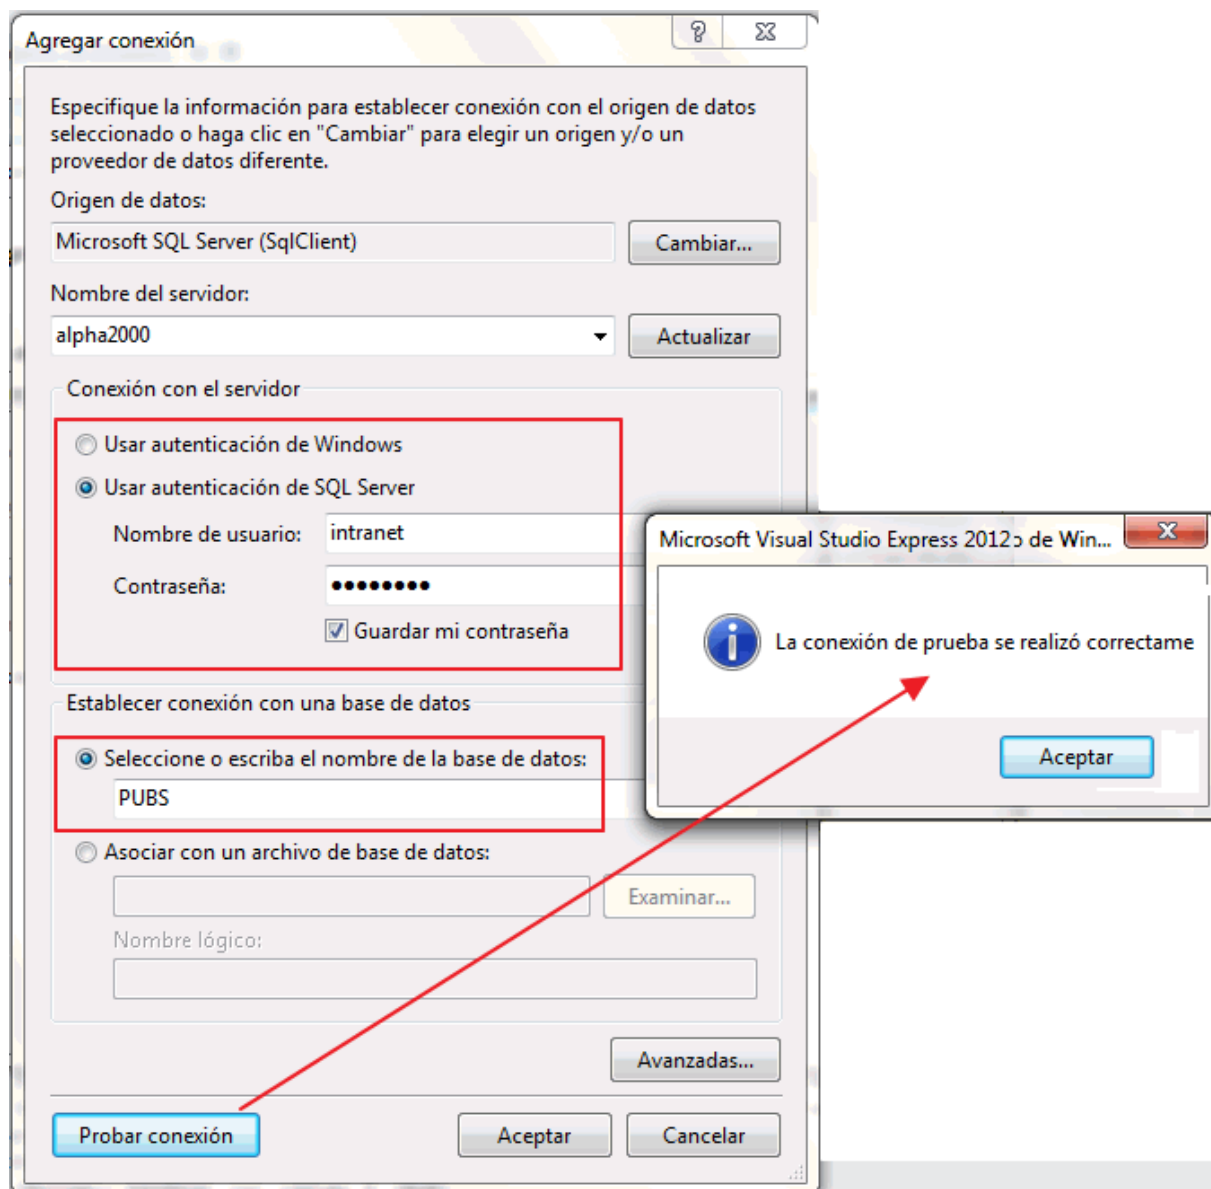 Agregar conexión
Especifique la información para establecer conexión con el origen de datos
seleccionado o haga clic en "Cambiar" para elegir un origen y/o un
proveedor de datos diferente.
Origen de datos:
Microsoft SQL Server (SqlClient)
Cambiar...
Nombre del servidor:
alpha2000
Actualizar
Conexión con el servidor
Usar autenticación de Windows
Usar autenticación de SQL Server
Nombre de usuario:
intranet
Contraseña:
●●●●●●●●
Guardar mi contraseña
Microsoft Visual Studio Express 2012 o de Win...
La conexión de prueba se realizó correctame
Aceptar
Establecer conexión con una base de datos
Seleccione o escriba el nombre de la base de datos:
PUBS
Asociar con un archivo de base de datos:
Examinar...
Nombre lógico:
Avanzadas...
Probar conexión
Aceptar
Cancelar